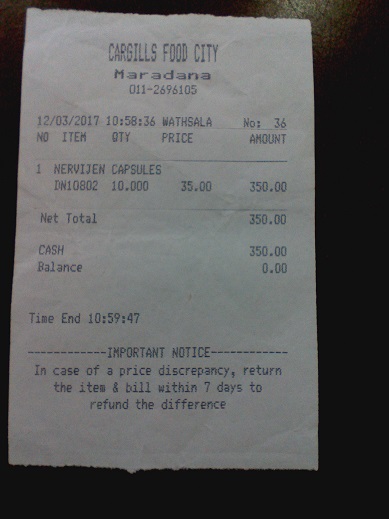 CARGILLS FOOD CITY
Maradana
011-2696105
12/03/2017 10:58:36 WATHSALA No: 36
NO ITEM QTY PRICE AMOUNT
1 NERVIJEN CAPSULES
DN10802 10.000 35.00 350.00
Net Total 350.00
CASH 350.00
Balance 0.00
Time End 10:59:47
------------IMPORTANT NOTICE------------
In case of a price discrepancy, return
the item & bill within 7 days to
refund the difference